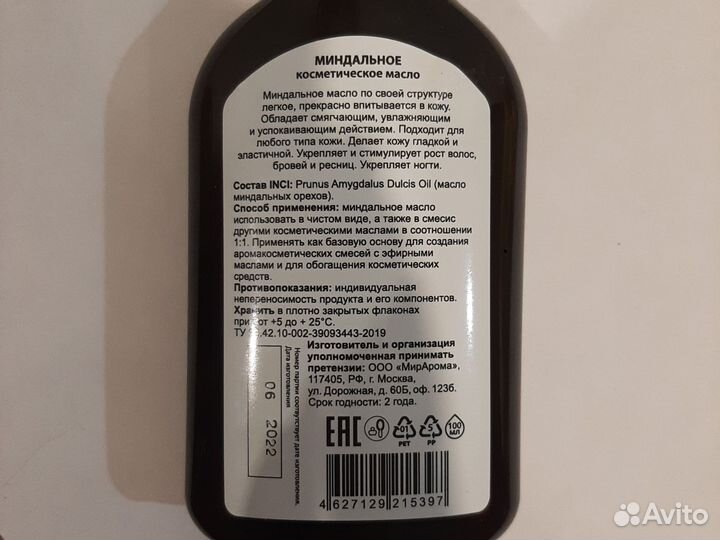 МИНДАЛЬНОЕ
косметическое масло
Миндальное масло по своей структуре
легкое, прекрасно впитывается в кожу.
Обладает смягчающим, увлажняющим
и успокаивающим действием. Подходит для
любого типа кожи. Делает кожу гладкой и
эластичной. Укрепляет и стимулирует рост волос,
бровей и ресниц. Укрепляет ногти.
Состав INCI: Prunus Amygdalus Dulcis Oil (масло
миндальных орехов).
Способ применения: миндальное масло
использовать в чистом виде, а также в смесис
другими косметическими маслами в соотношении
1:1. Применять как базовую основу для создания
аромакосметических смесей с эфирными
маслами и для обогащения косметических
средств.
Противопоказания: индивидуальная
непереносимость продукта и его компонентов.
Хранить в плотно закрытых флаконах
при от +5 до + 25°С.
ТУ 20.42.10-002-39093443-2019
Изготовитель и организация
уполномоченная принимать
претензии: ООО «МирАрома»,
117405, РФ, г. Москва,
ул. Дорожная, д. 60Б, оф. 123б.
Срок годности: 2 года.
Номер партии соответствует дате изготовления.
Дата изготовления
06 2022
EAC
01
PET
5
PP
100
МЛ
4 627129 215397
Avito